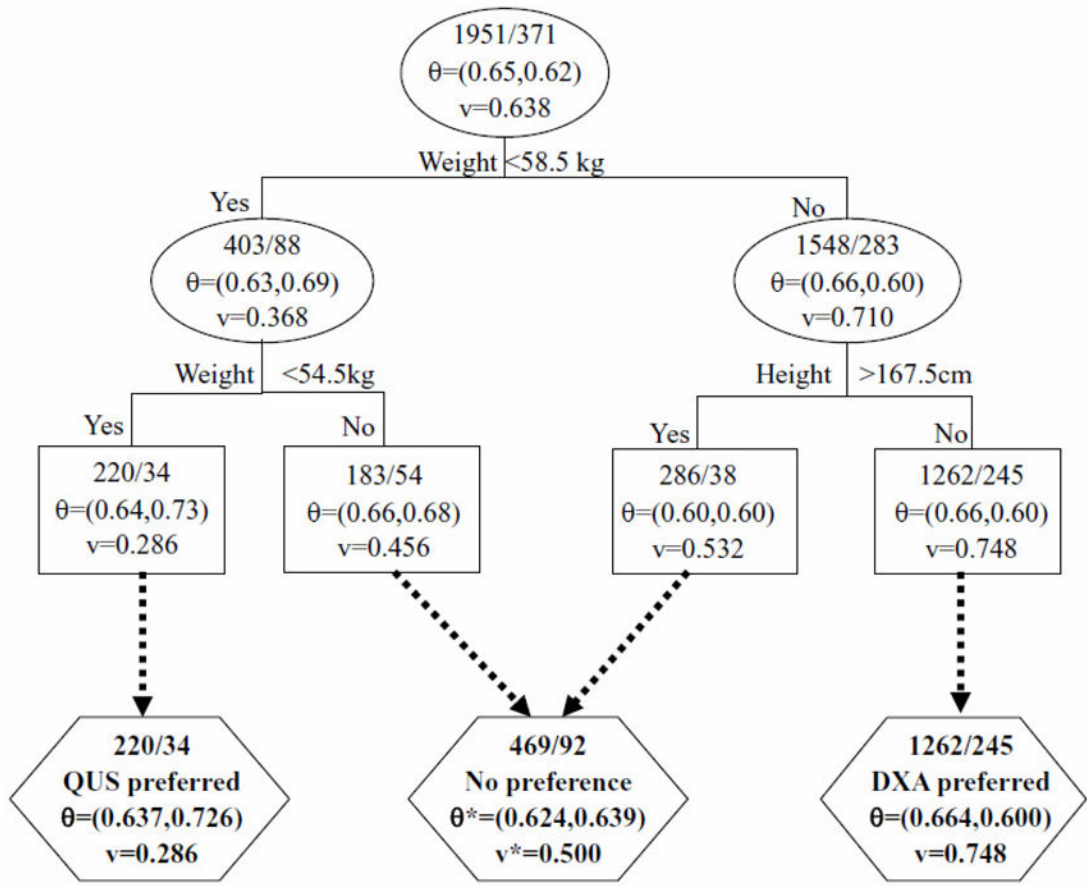 1951/371
θ=(0.65,0.62)
v=0.638
Weight <58.5 kg
Yes
No
403/88
θ=(0.63,0.69)
v=0.368
1548/283
θ=(0.66,0.60)
v=0.710
Weight <54.5kg
Height >167.5cm
Yes
No
Yes
No
220/34
θ=(0.64,0.73)
v=0.286
183/54
θ=(0.66,0.68)
v=0.456
286/38
θ=(0.60,0.60)
v=0.532
1262/245
θ=(0.66,0.60)
v=0.748
220/34
QUS preferred
θ=(0.637,0.726)
v=0.286
469/92
No preference
θ*=(0.624,0.639)
v*=0.500
1262/245
DXA preferred
θ=(0.664,0.600)
v=0.748